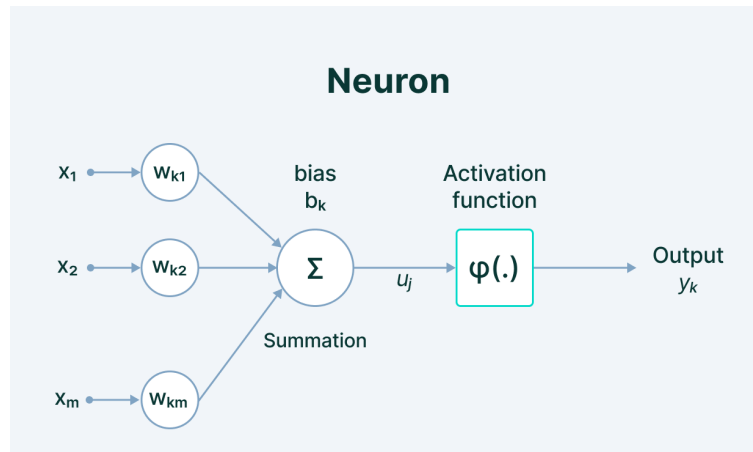 Neuron
x₁
wₖ₁
bias
bₖ
Activation
function
x₂
wₖ₂
Σ
uⱼ
φ(.)
Output
yₖ
Summation
xₘ
wₖₘ